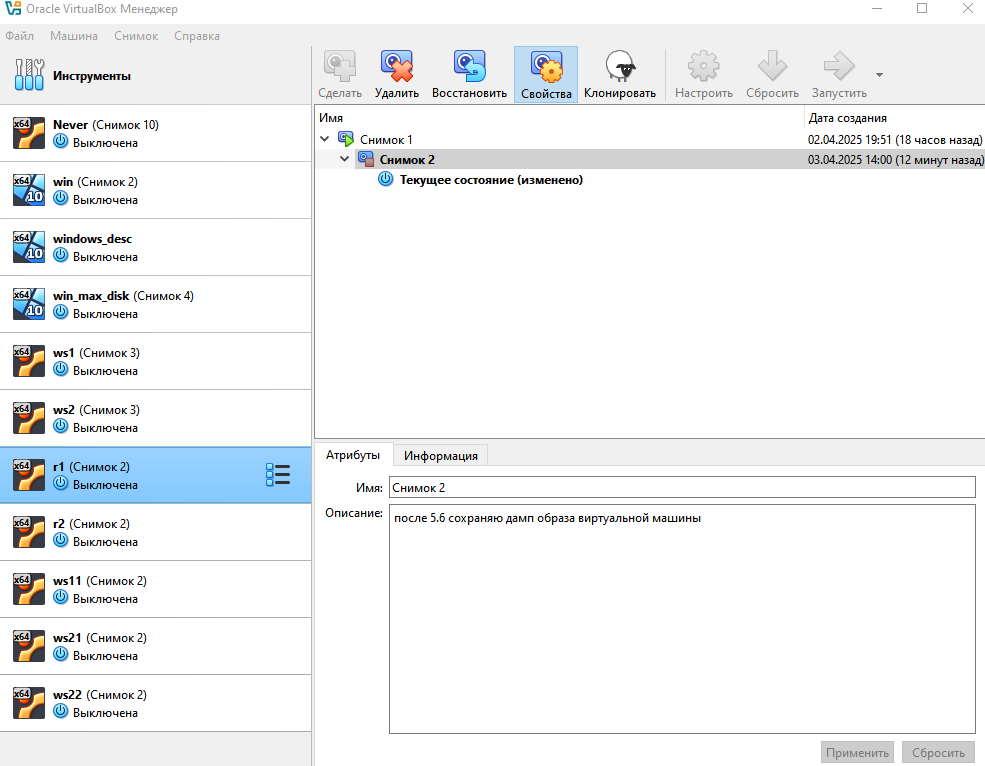 Oracle VirtualBox Менеджер
Файл Машина Снимок Справка
Инструменты
Сделать Удалить Восстановить Свойства Клонировать Настроить Сбросить Запустить
x64 Never (Снимок 10)
Выключена
x64 10 win (Снимок 2)
Выключена
x64 10 windows_desc
Выключена
x64 10 win_max_disk (Снимок 4)
Выключена
x64 ws1 (Снимок 3)
Выключена
x64 ws2 (Снимок 3)
Выключена
x64 r1 (Снимок 2)
Выключена
x64 r2 (Снимок 2)
Выключена
x64 ws11 (Снимок 2)
Выключена
x64 ws21 (Снимок 2)
Выключена
x64 ws22 (Снимок 2)
Выключена
Имя Дата создания
Снимок 1 02.04.2025 19:51 (18 часов назад)
Снимок 2 03.04.2025 14:00 (12 минут назад)
Текущее состояние (изменено)
Атрибуты Информация
Имя: Снимок 2
Описание: после 5.6 сохраняю дамп образа виртуальной машины
Применить Сбросить